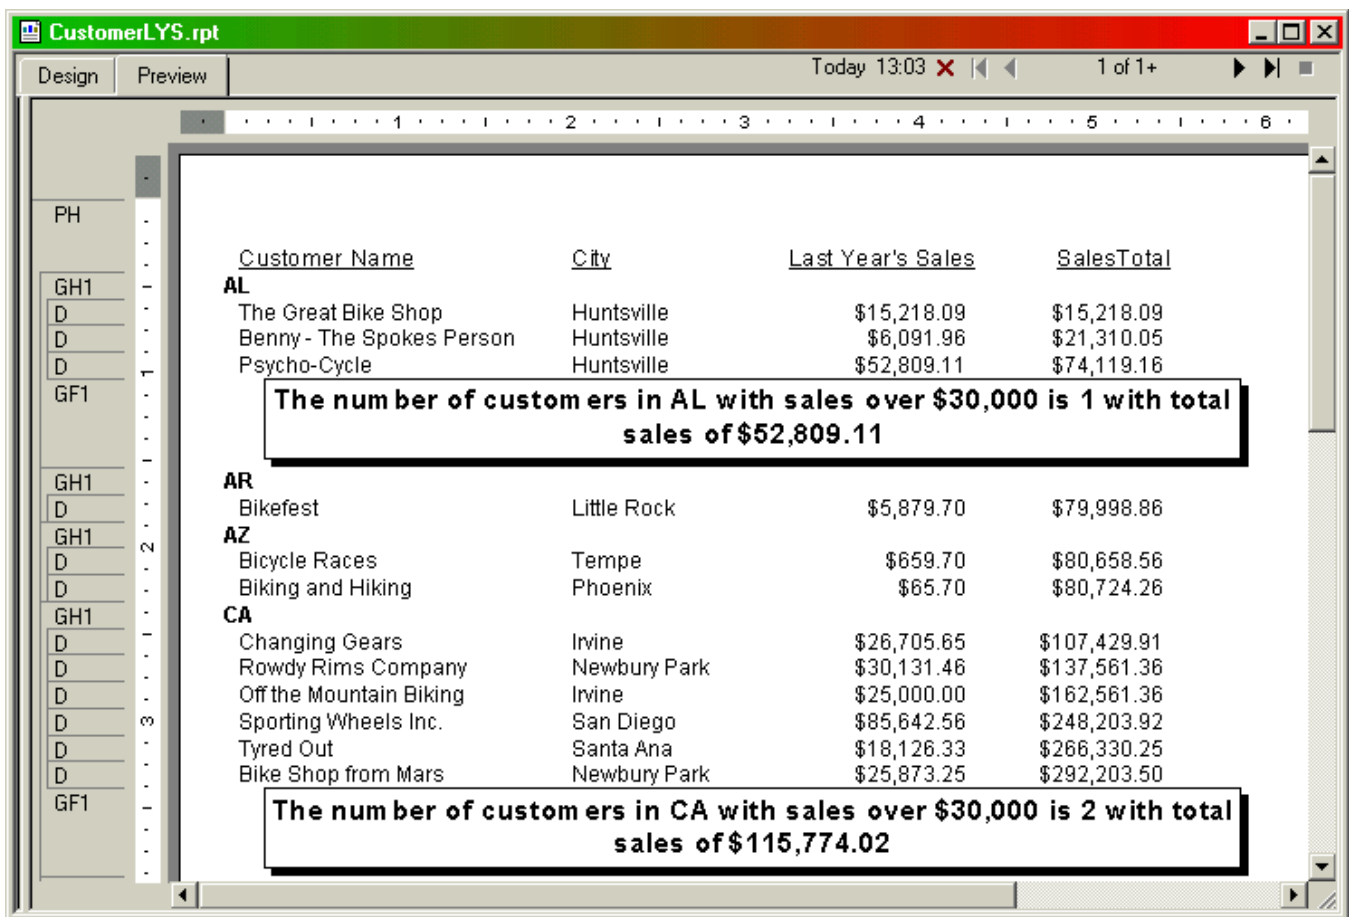 CustomerLYS.rpt
Design Preview Today 13:03 1 of 1+
1 2 3 4 5 6
PH
Customer Name City Last Year's Sales SalesTotal
GH1 AL
D The Great Bike Shop Huntsville $15,218.09 $15,218.09
D Benny - The Spokes Person Huntsville $6,091.96 $21,310.05
D Psycho-Cycle Huntsville $52,809.11 $74,119.16
1
GF1 The number of customers in AL with sales over $30,000 is 1 with total
sales of $52,809.11
GH1 AR
D Bikefest Little Rock $5,879.70 $79,998.86
GH1 AZ
2
D Bicycle Races Tempe $659.70 $80,658.56
D Biking and Hiking Phoenix $65.70 $80,724.26
GH1 CA
D Changing Gears Irvine $26,705.65 $107,429.91
D Rowdy Rims Company Newbury Park $30,131.46 $137,561.36
D Off the Mountain Biking Irvine $25,000.00 $162,561.36
3
D Sporting Wheels Inc. San Diego $85,642.56 $248,203.92
D Tyred Out Santa Ana $18,126.33 $266,330.25
D Bike Shop from Mars Newbury Park $25,873.25 $292,203.50
GF1 The number of customers in CA with sales over $30,000 is 2 with total
sales of $115,774.02